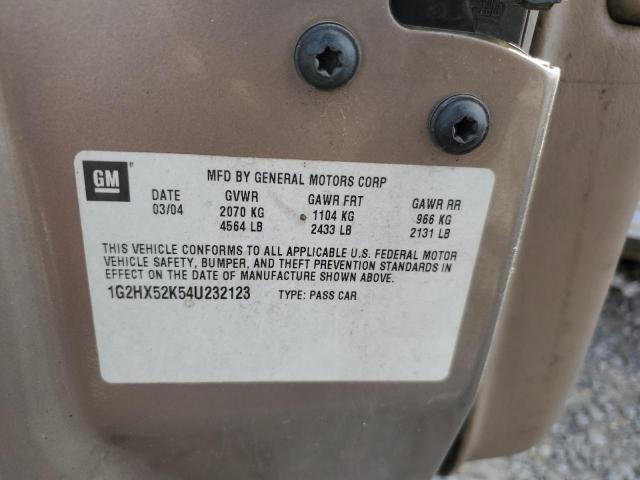 GM
MFD BY GENERAL MOTORS CORP
DATE GVWR GAWR FRT GAWR RR
03/04 2070 KG 1104 KG 966 KG
4564 LB 2433 LB 2131 LB
THIS VEHICLE CONFORMS TO ALL APPLICABLE U.S. FEDERAL MOTOR
VEHICLE SAFETY, BUMPER, AND THEFT PREVENTION STANDARDS IN
EFFECT ON THE DATE OF MANUFACTURE SHOWN ABOVE.
1G2HX52K54U232123 TYPE: PASS CAR